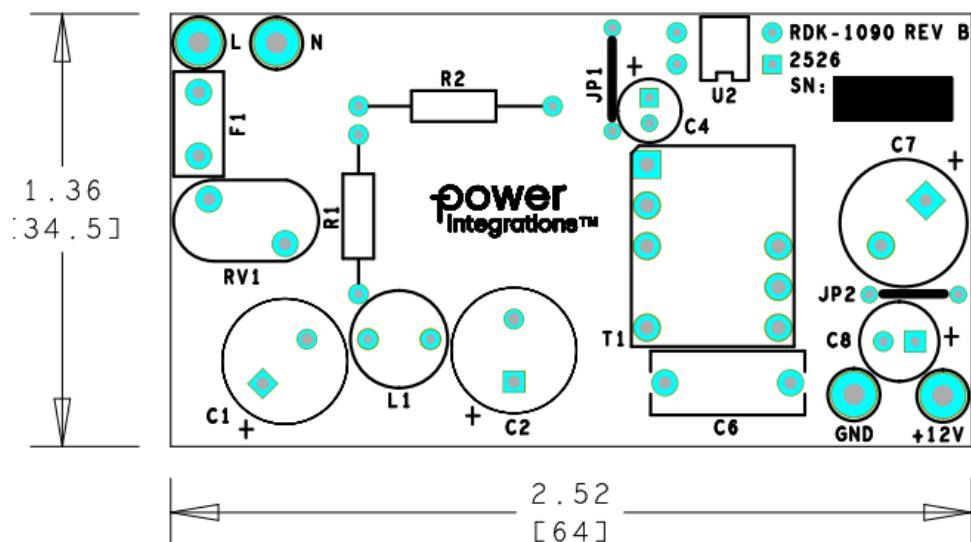 L
N
RDK-1090 REV B
2526
SN:
U2
JP1
+
C4
R2
F1
C7
+
1.36
[34.5]
R1
power
integrations™
RV1
JP2
T1
C8
+
C1
+
L1
+
C2
C6
GND
+12V
2.52
[64]